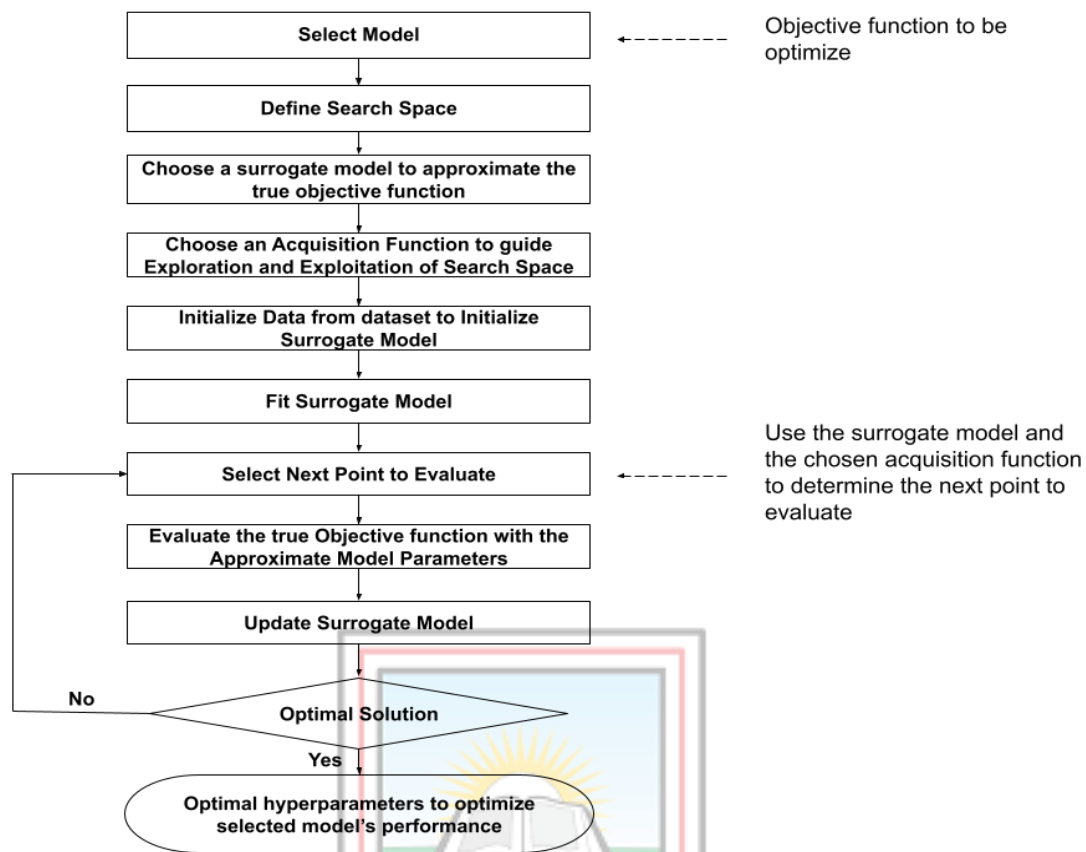 Select Model
Objective function to be
optimize
Define Search Space
Choose a surrogate model to approximate the
true objective function
Choose an Acquisition Function to guide
Exploration and Exploitation of Search Space
Initialize Data from dataset to Initialize
Surrogate Model
Fit Surrogate Model
Select Next Point to Evaluate
Use the surrogate model and
the chosen acquisition function
to determine the next point to
evaluate
Evaluate the true Objective function with the
Approximate Model Parameters
Update Surrogate Model
No
Optimal Solution
Yes
Optimal hyperparameters to optimize
selected model's performance